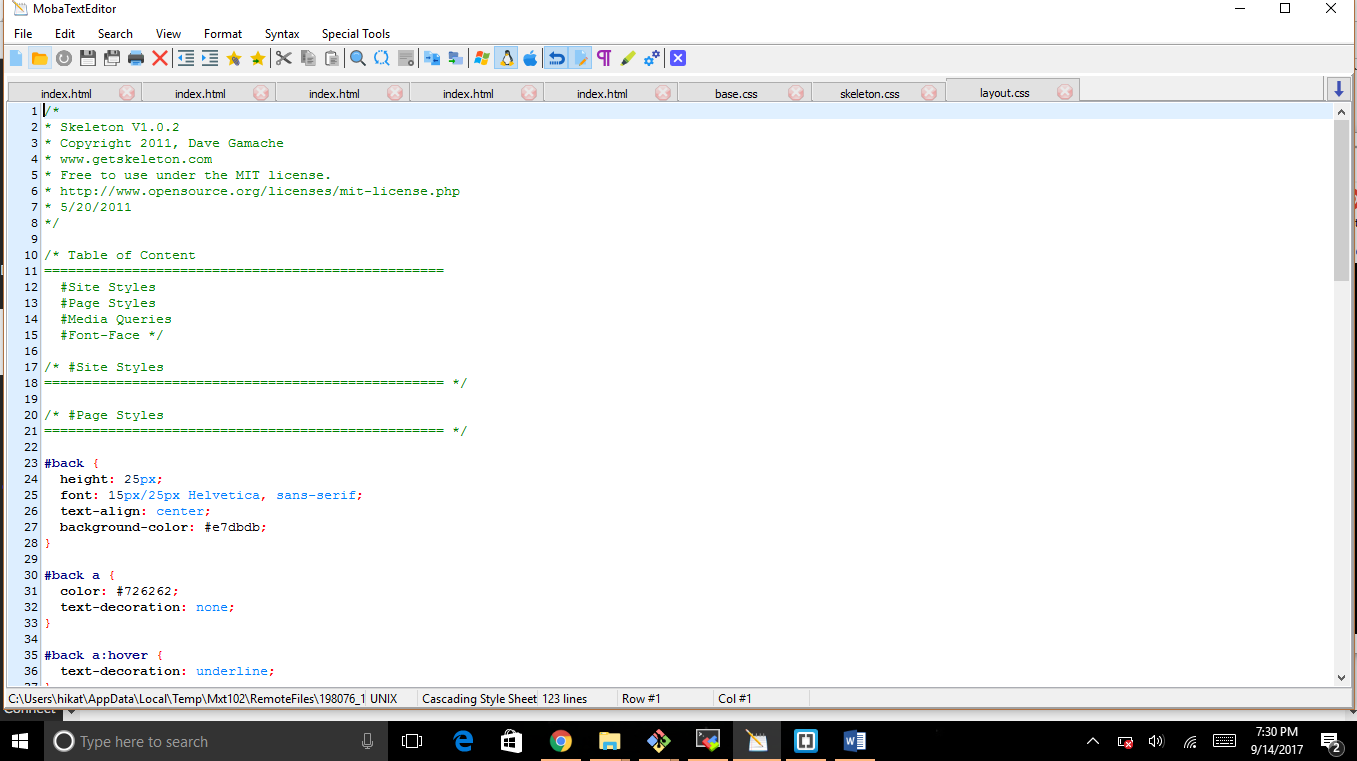 MobaTextEditor
File Edit Search View Format Syntax Special Tools
index.html index.html index.html index.html index.html base.css skeleton.css layout.css
1 /*
2 * Skeleton V1.0.2
3 * Copyright 2011, Dave Gamache
4 * www.getskeleton.com
5 * Free to use under the MIT license.
6 * http://www.opensource.org/licenses/mit-license.php
7 * 5/20/2011
8 */
9
10 /* Table of Content
11 ==================================================
12 #Site Styles
13 #Page Styles
14 #Media Queries
15 #Font-Face */
16
17 /* #Site Styles
18 ================================================== */
19
20 /* #Page Styles
21 ================================================== */
22
23 #back {
24 height: 25px;
25 font: 15px/25px Helvetica, sans-serif;
26 text-align: center;
27 background-color: #e7dbdb;
28 }
29
30 #back a {
31 color: #726262;
32 text-decoration: none;
33 }
34
35 #back a:hover {
36 text-decoration: underline;
37 }
C:\Users\hikat\AppData\Local\Temp\Mxt102\RemoteFiles\198076_1 UNIX Cascading Style Sheet 123 lines Row #1 Col #1
Connect
Type here to search
7:30 PM
9/14/2017
2